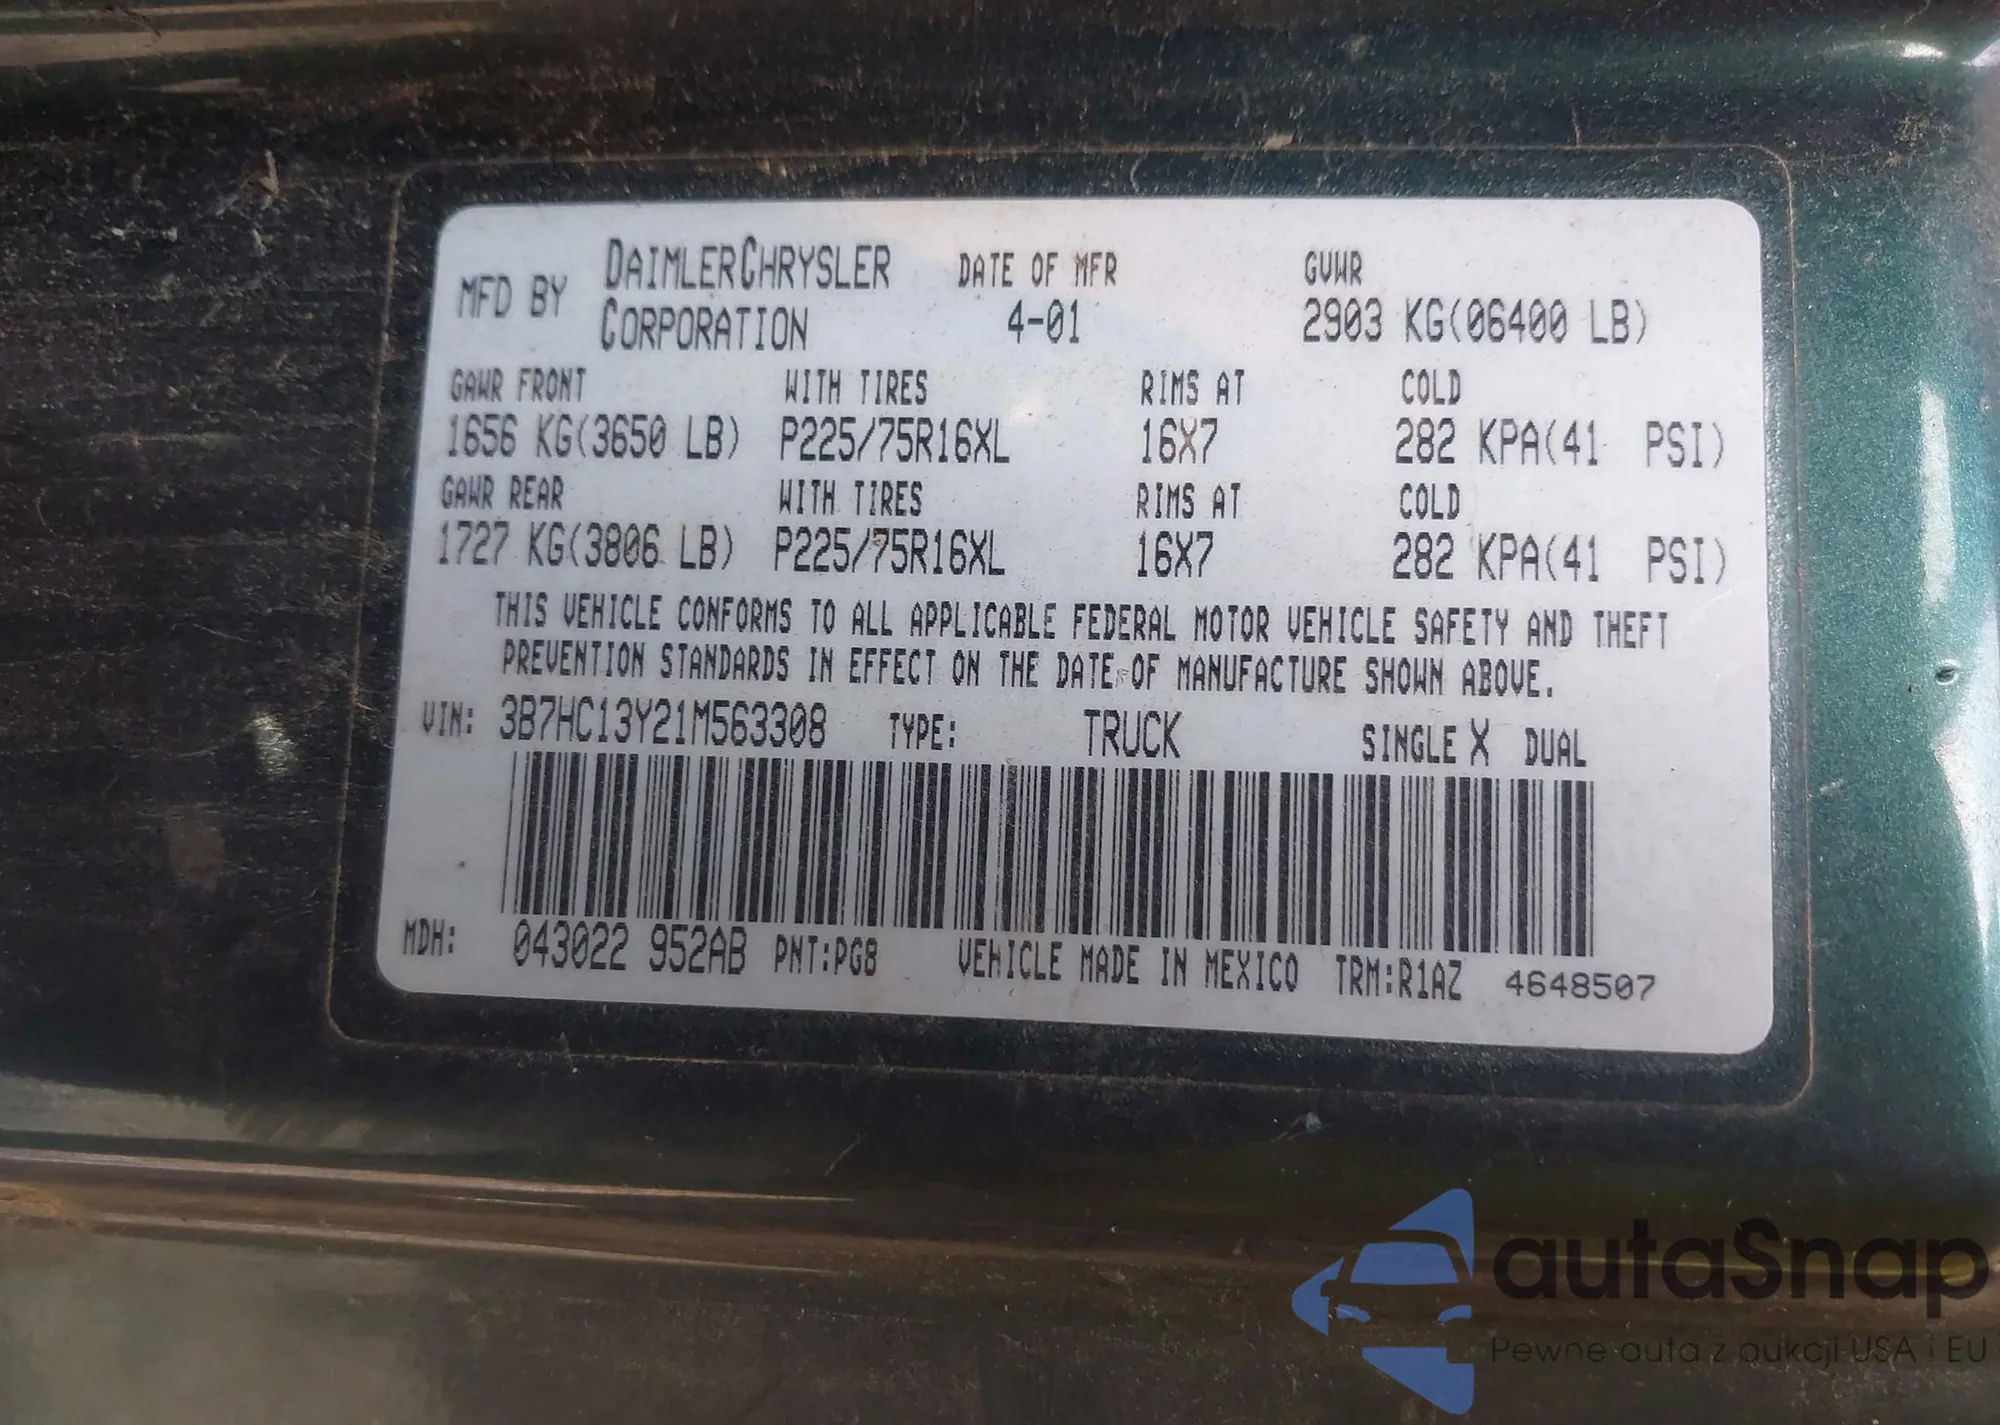 MFD BY DAIMLERCHRYSLER CORPORATION DATE OF MFR 4-01 GVWR 2903 KG(06400 LB)
GAWR FRONT WITH TIRES RIMS AT COLD
1656 KG(3650 LB) P225/75R16XL 16X7 282 KPA(41 PSI)
GAWR REAR WITH TIRES RIMS AT COLD
1727 KG(3806 LB) P225/75R16XL 16X7 282 KPA(41 PSI)
THIS VEHICLE CONFORMS TO ALL APPLICABLE FEDERAL MOTOR VEHICLE SAFETY AND THEFT
PREVENTION STANDARDS IN EFFECT ON THE DATE OF MANUFACTURE SHOWN ABOVE.
VIN: 3B7HC13Y21M563308 TYPE: TRUCK SINGLE X DUAL
MDH: 043022 952AB PNT:PG8 VEHICLE MADE IN MEXICO TRM:R1AZ 4648507
autaSnap
Pewne auta z aukcji USA i EU